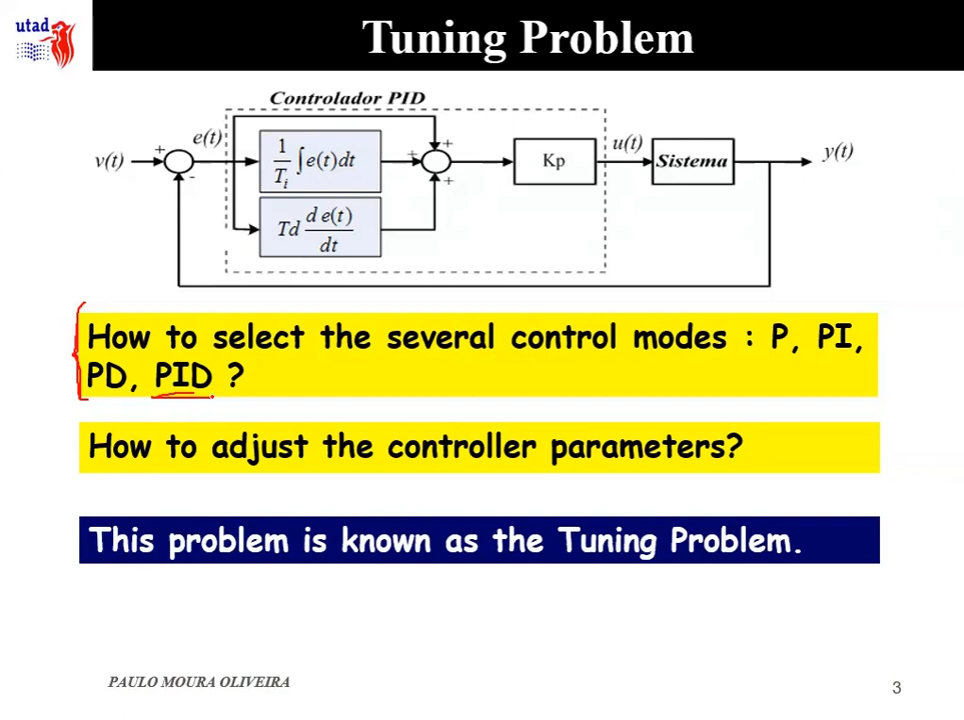 utad
Tuning Problem
Controlador PID
v(t)
+
-
e(t)
1/Ti ∫e(t)dt
Td d e(t)/dt
+
+
+
Kp
u(t)
Sistema
y(t)
How to select the several control modes : P, PI,
PD, PID ?
How to adjust the controller parameters?
This problem is known as the Tuning Problem.
PAULO MOURA OLIVEIRA
3